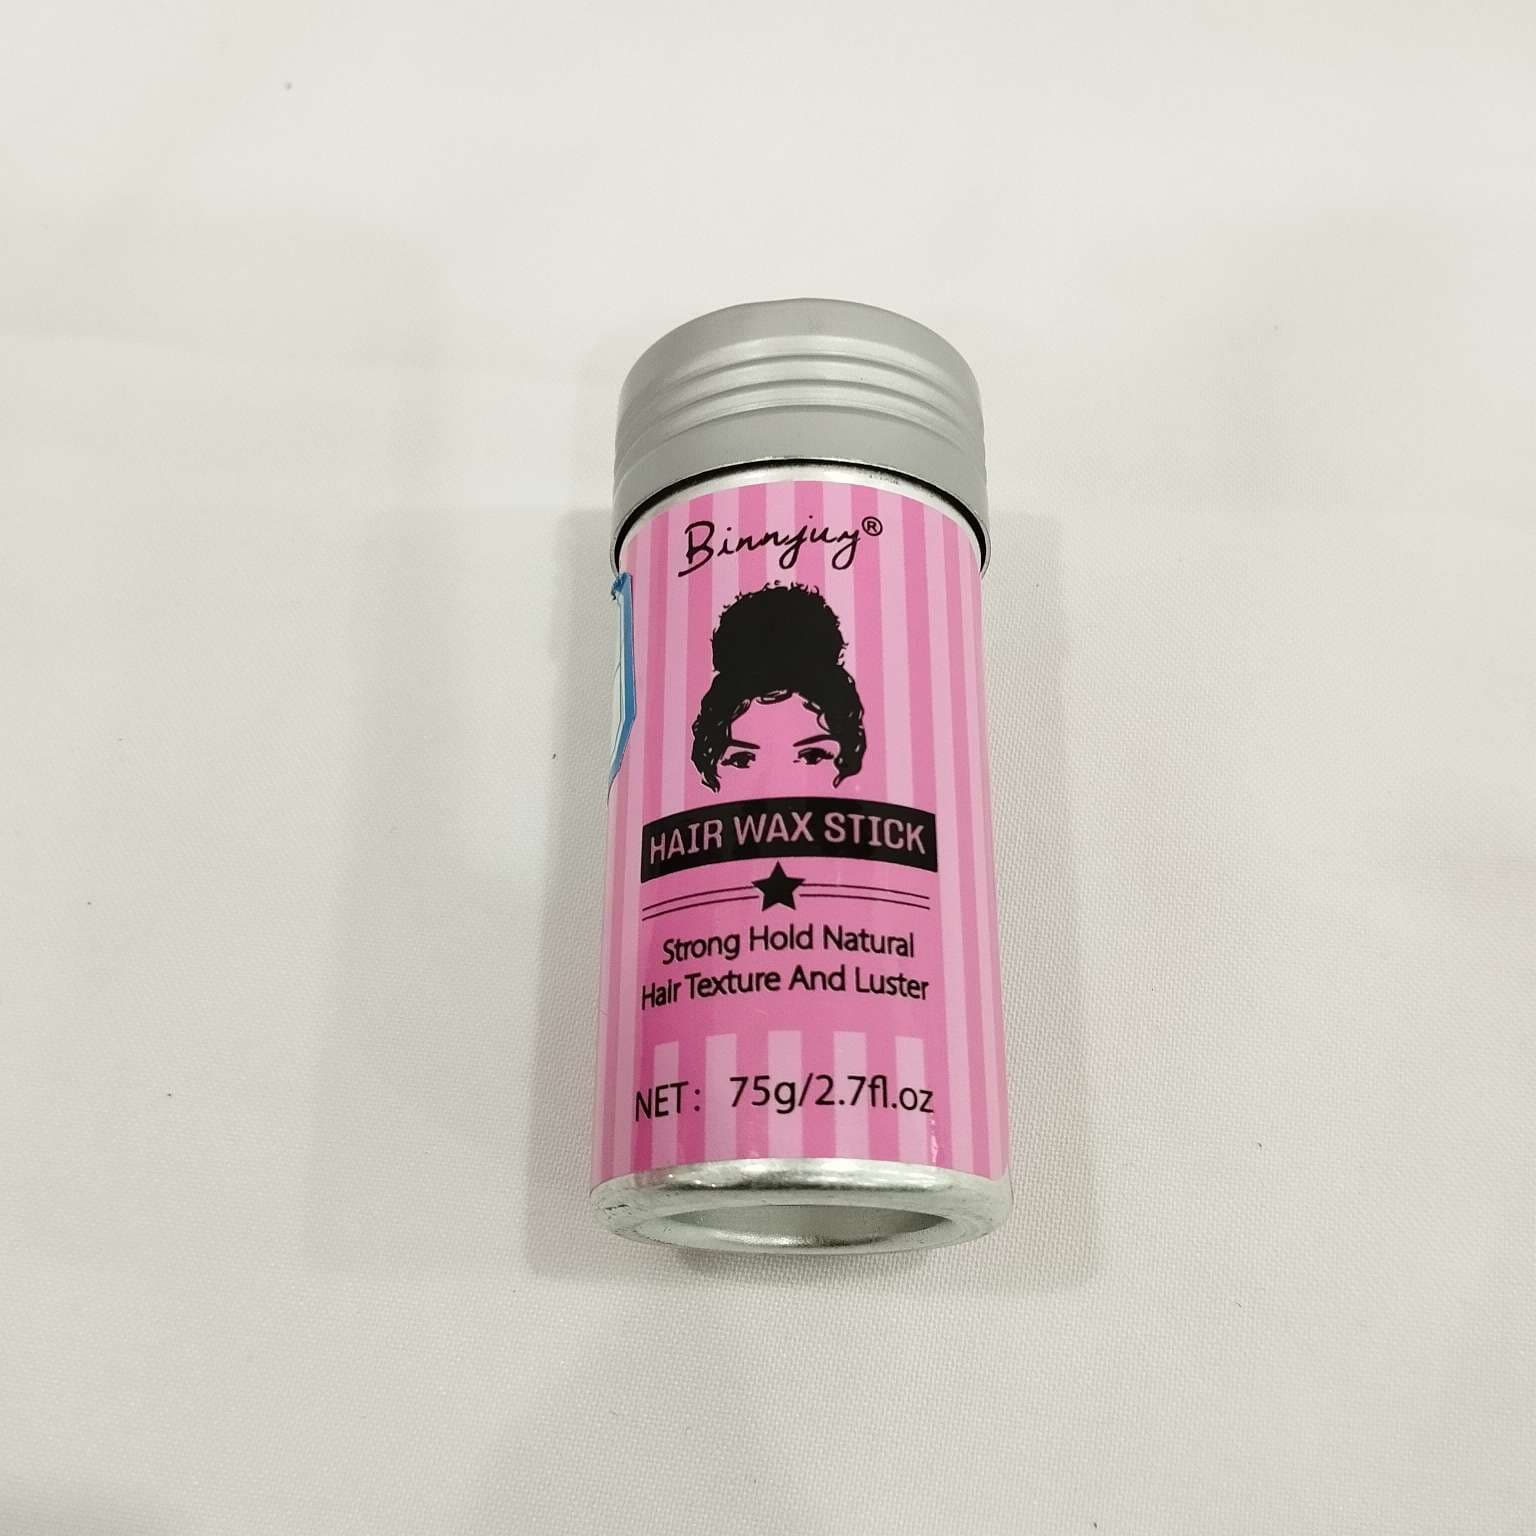 Binnjuy®
HAIR WAX STICK
Strong Hold Natural
Hair Texture And Luster
NET: 75g/2.7fl.oz